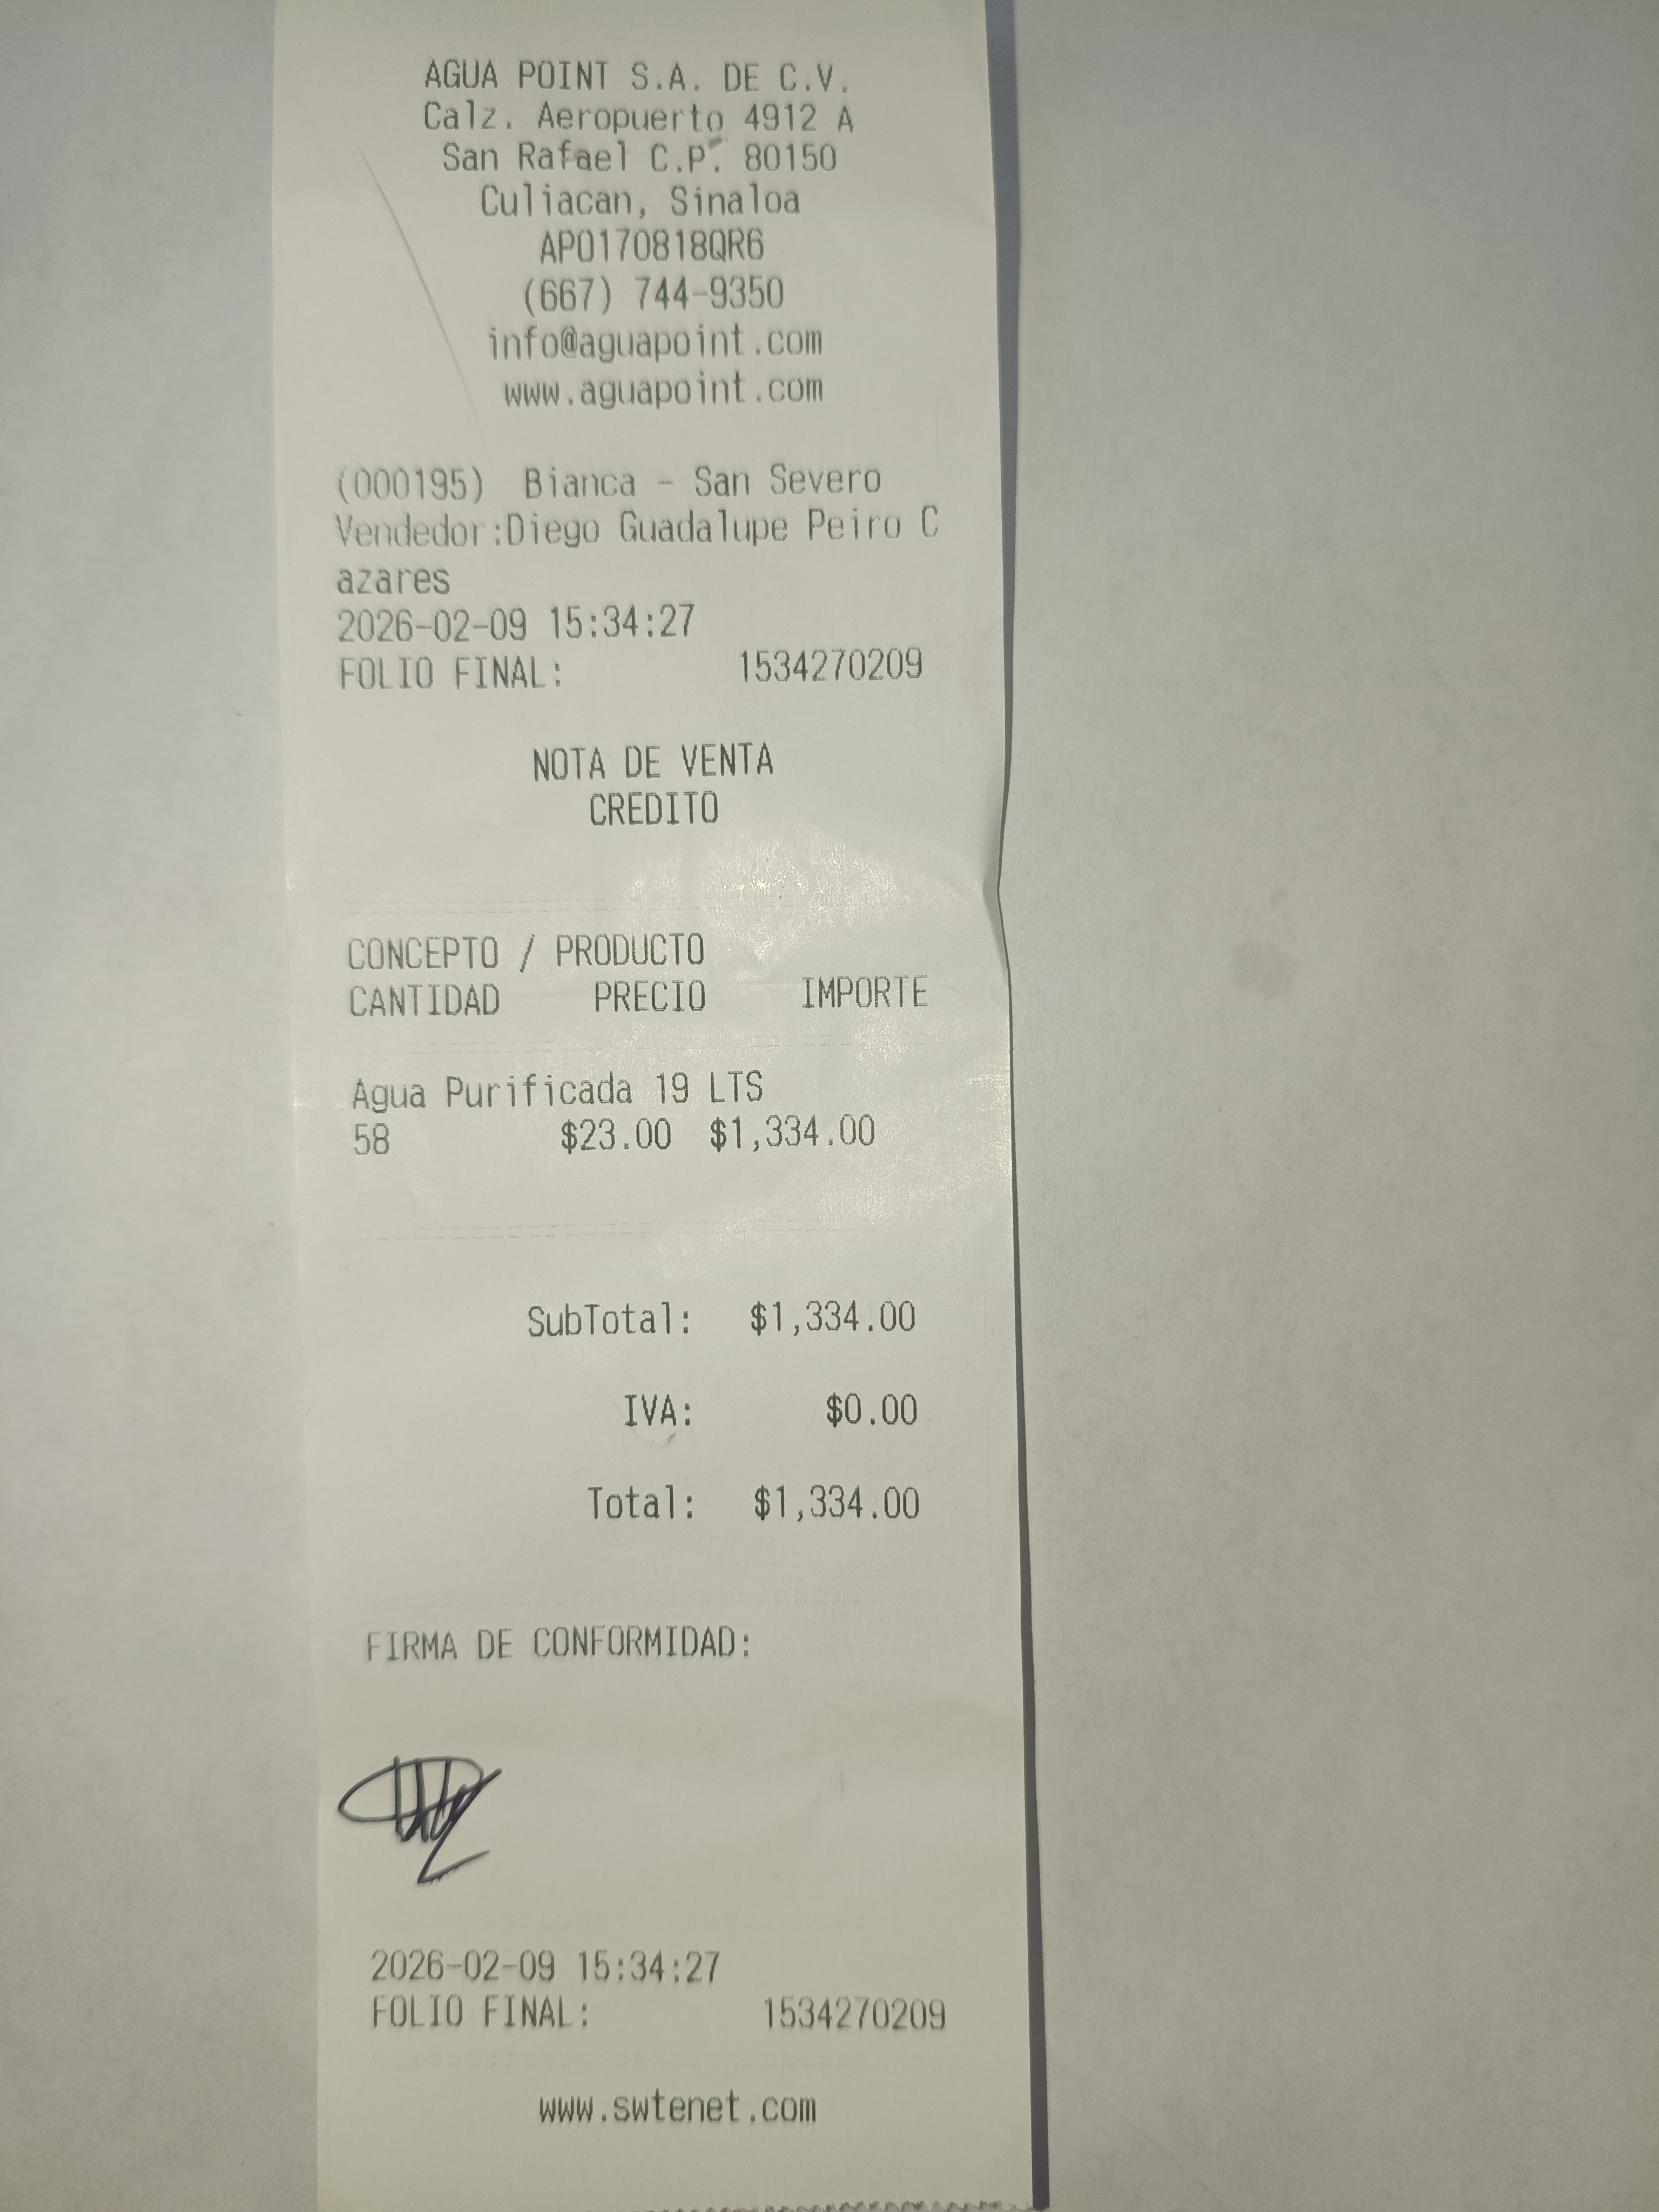 AGUA POINT S.A. DE C.V.
Calz. Aeropuerto 4912 A
San Rafael C.P. 80150
Culiacan, Sinaloa
APO170818QR6
(667) 744-9350
info@aguapoint.com
www.aguapoint.com
(000195) Bianca - San Severo
Vendedor:Diego Guadalupe Peiro C
azares
2026-02-09 15:34:27
FOLIO FINAL: 1534270209
NOTA DE VENTA
CREDITO
CONCEPTO / PRODUCTO
CANTIDAD PRECIO IMPORTE
Agua Purificada 19 LTS
58 $23.00 $1,334.00
SubTotal: $1,334.00
IVA: $0.00
Total: $1,334.00
FIRMA DE CONFORMIDAD:
2026-02-09 15:34:27
FOLIO FINAL: 1534270209
www.swtenet.com